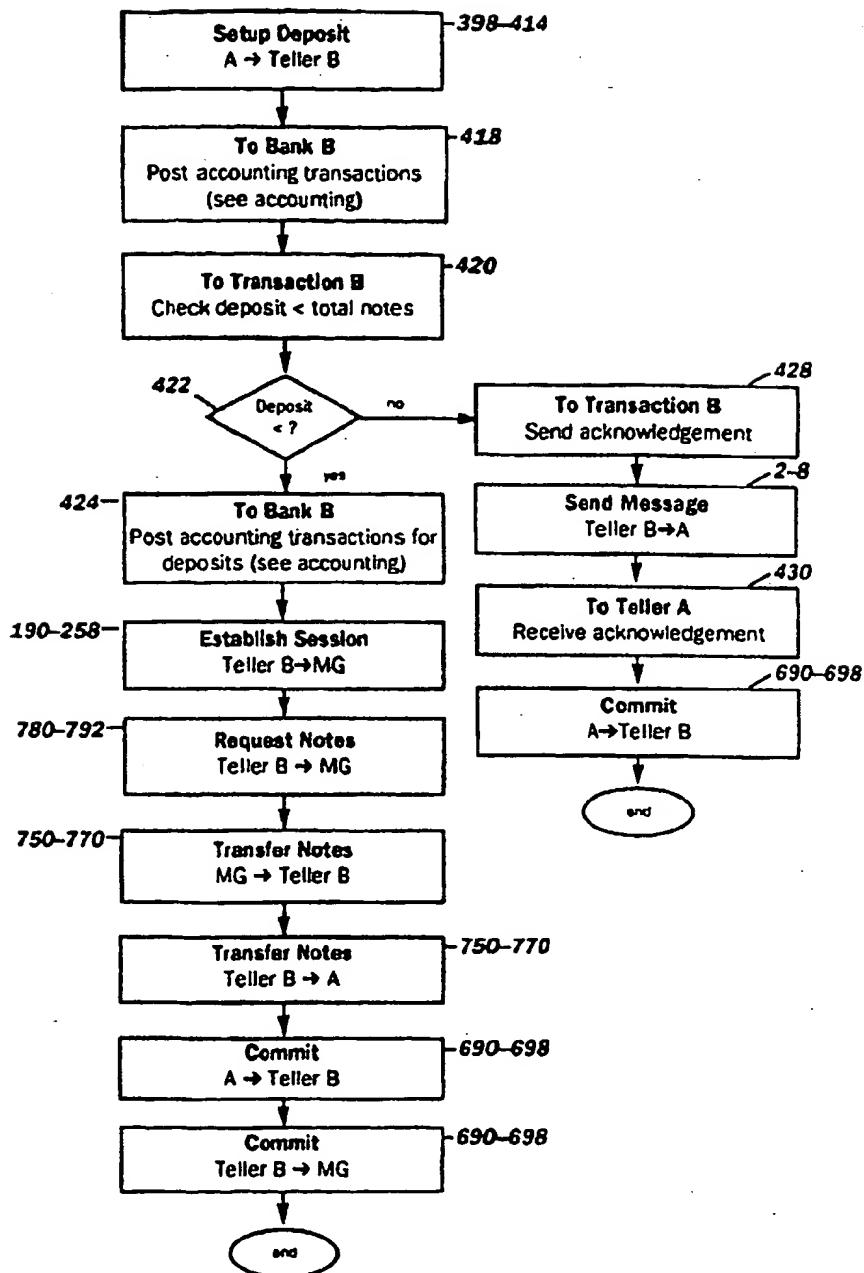 Setup Deposit
A → Teller B
398–414
To Bank B
Post accounting transactions
(see accounting)
418
To Transaction B
Check deposit < total notes
420
422
Deposit
< ?
no
yes
428
To Transaction B
Send acknowledgement
2–8
Send Message
Teller B→A
430
To Teller A
Receive acknowledgement
690–698
Commit
A→Teller B
end
424
To Bank B
Post accounting transactions for
deposits (see accounting)
190–258
Establish Session
Teller B→MG
780–792
Request Notes
Teller B → MG
750–770
Transfer Notes
MG → Teller B
Transfer Notes
Teller B → A
750–770
Commit
A → Teller B
690–698
Commit
Teller B → MG
690–698
end